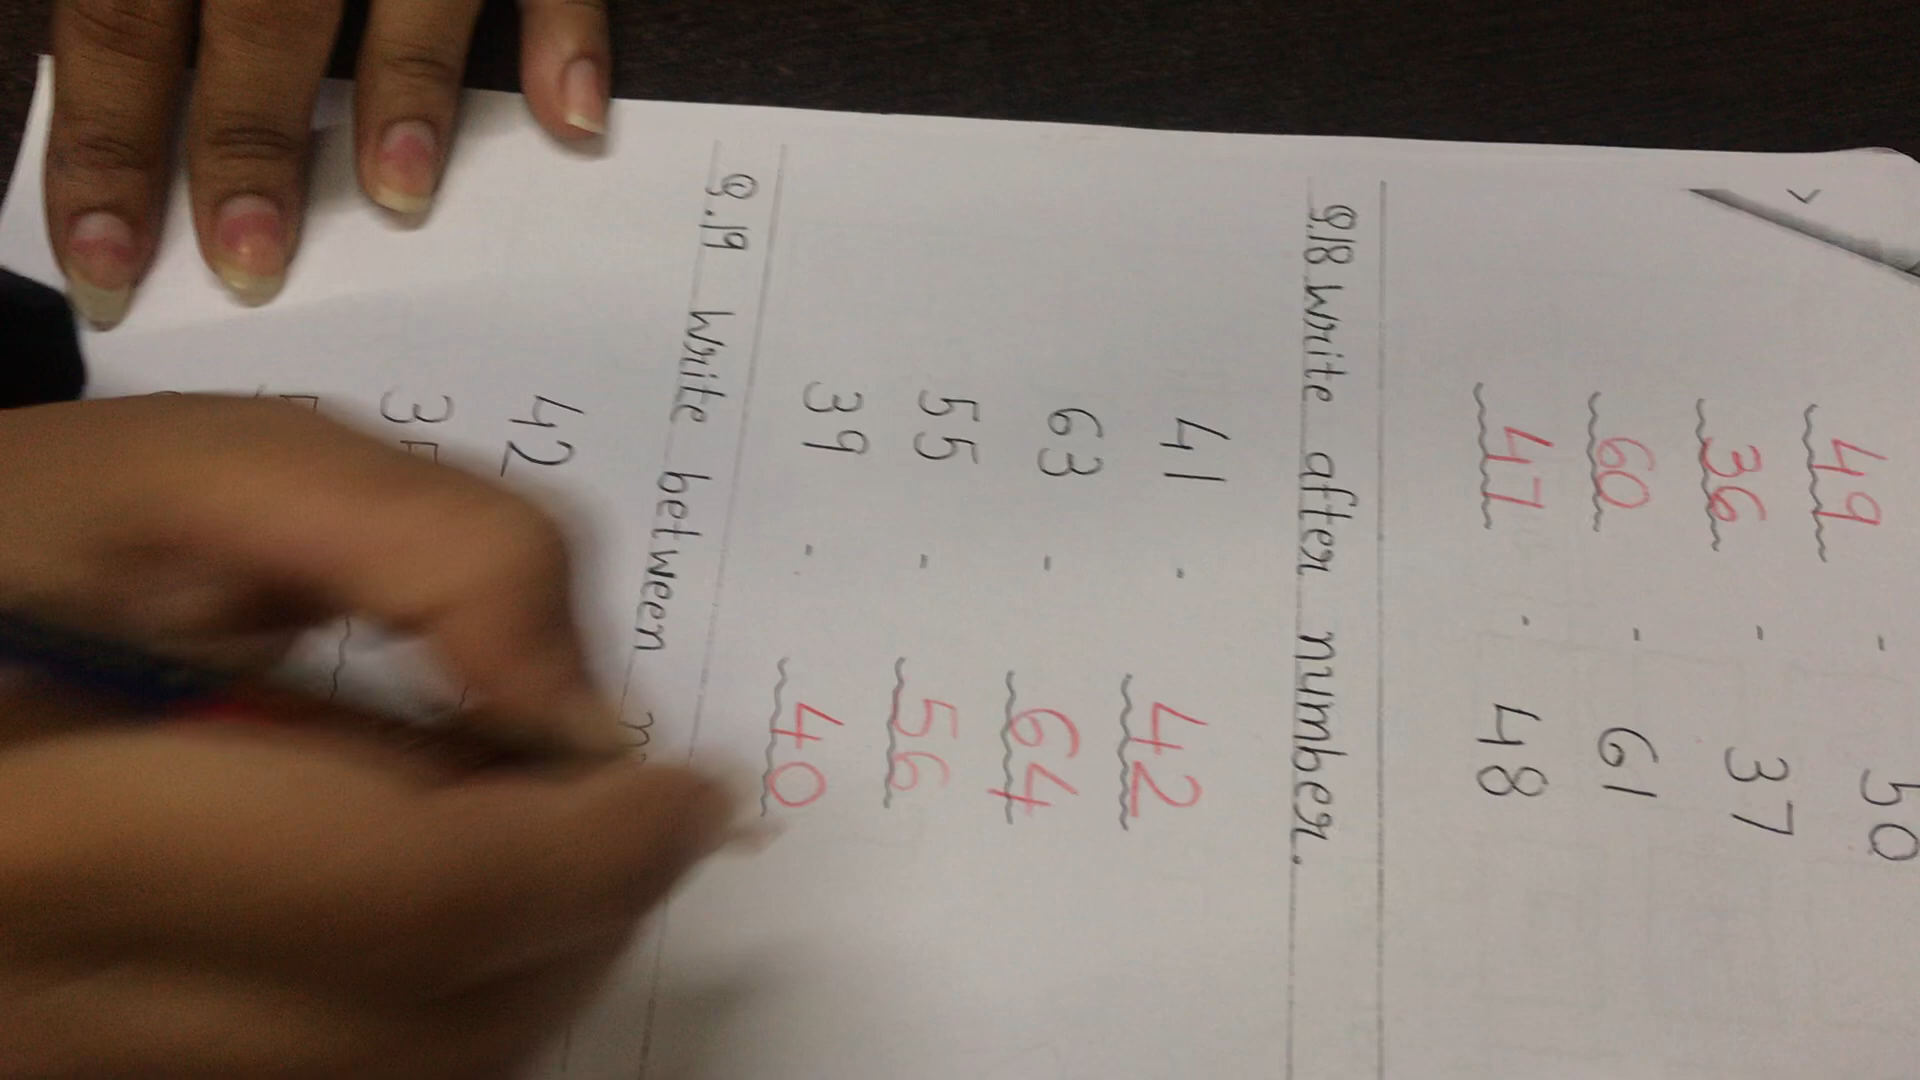 49 - 50
36 - 37
60 - 61
47 - 48
Q.18 Write after number.
41 - 42
63 - 64
55 - 56
39 - 40
Q.19 Write between
42
35